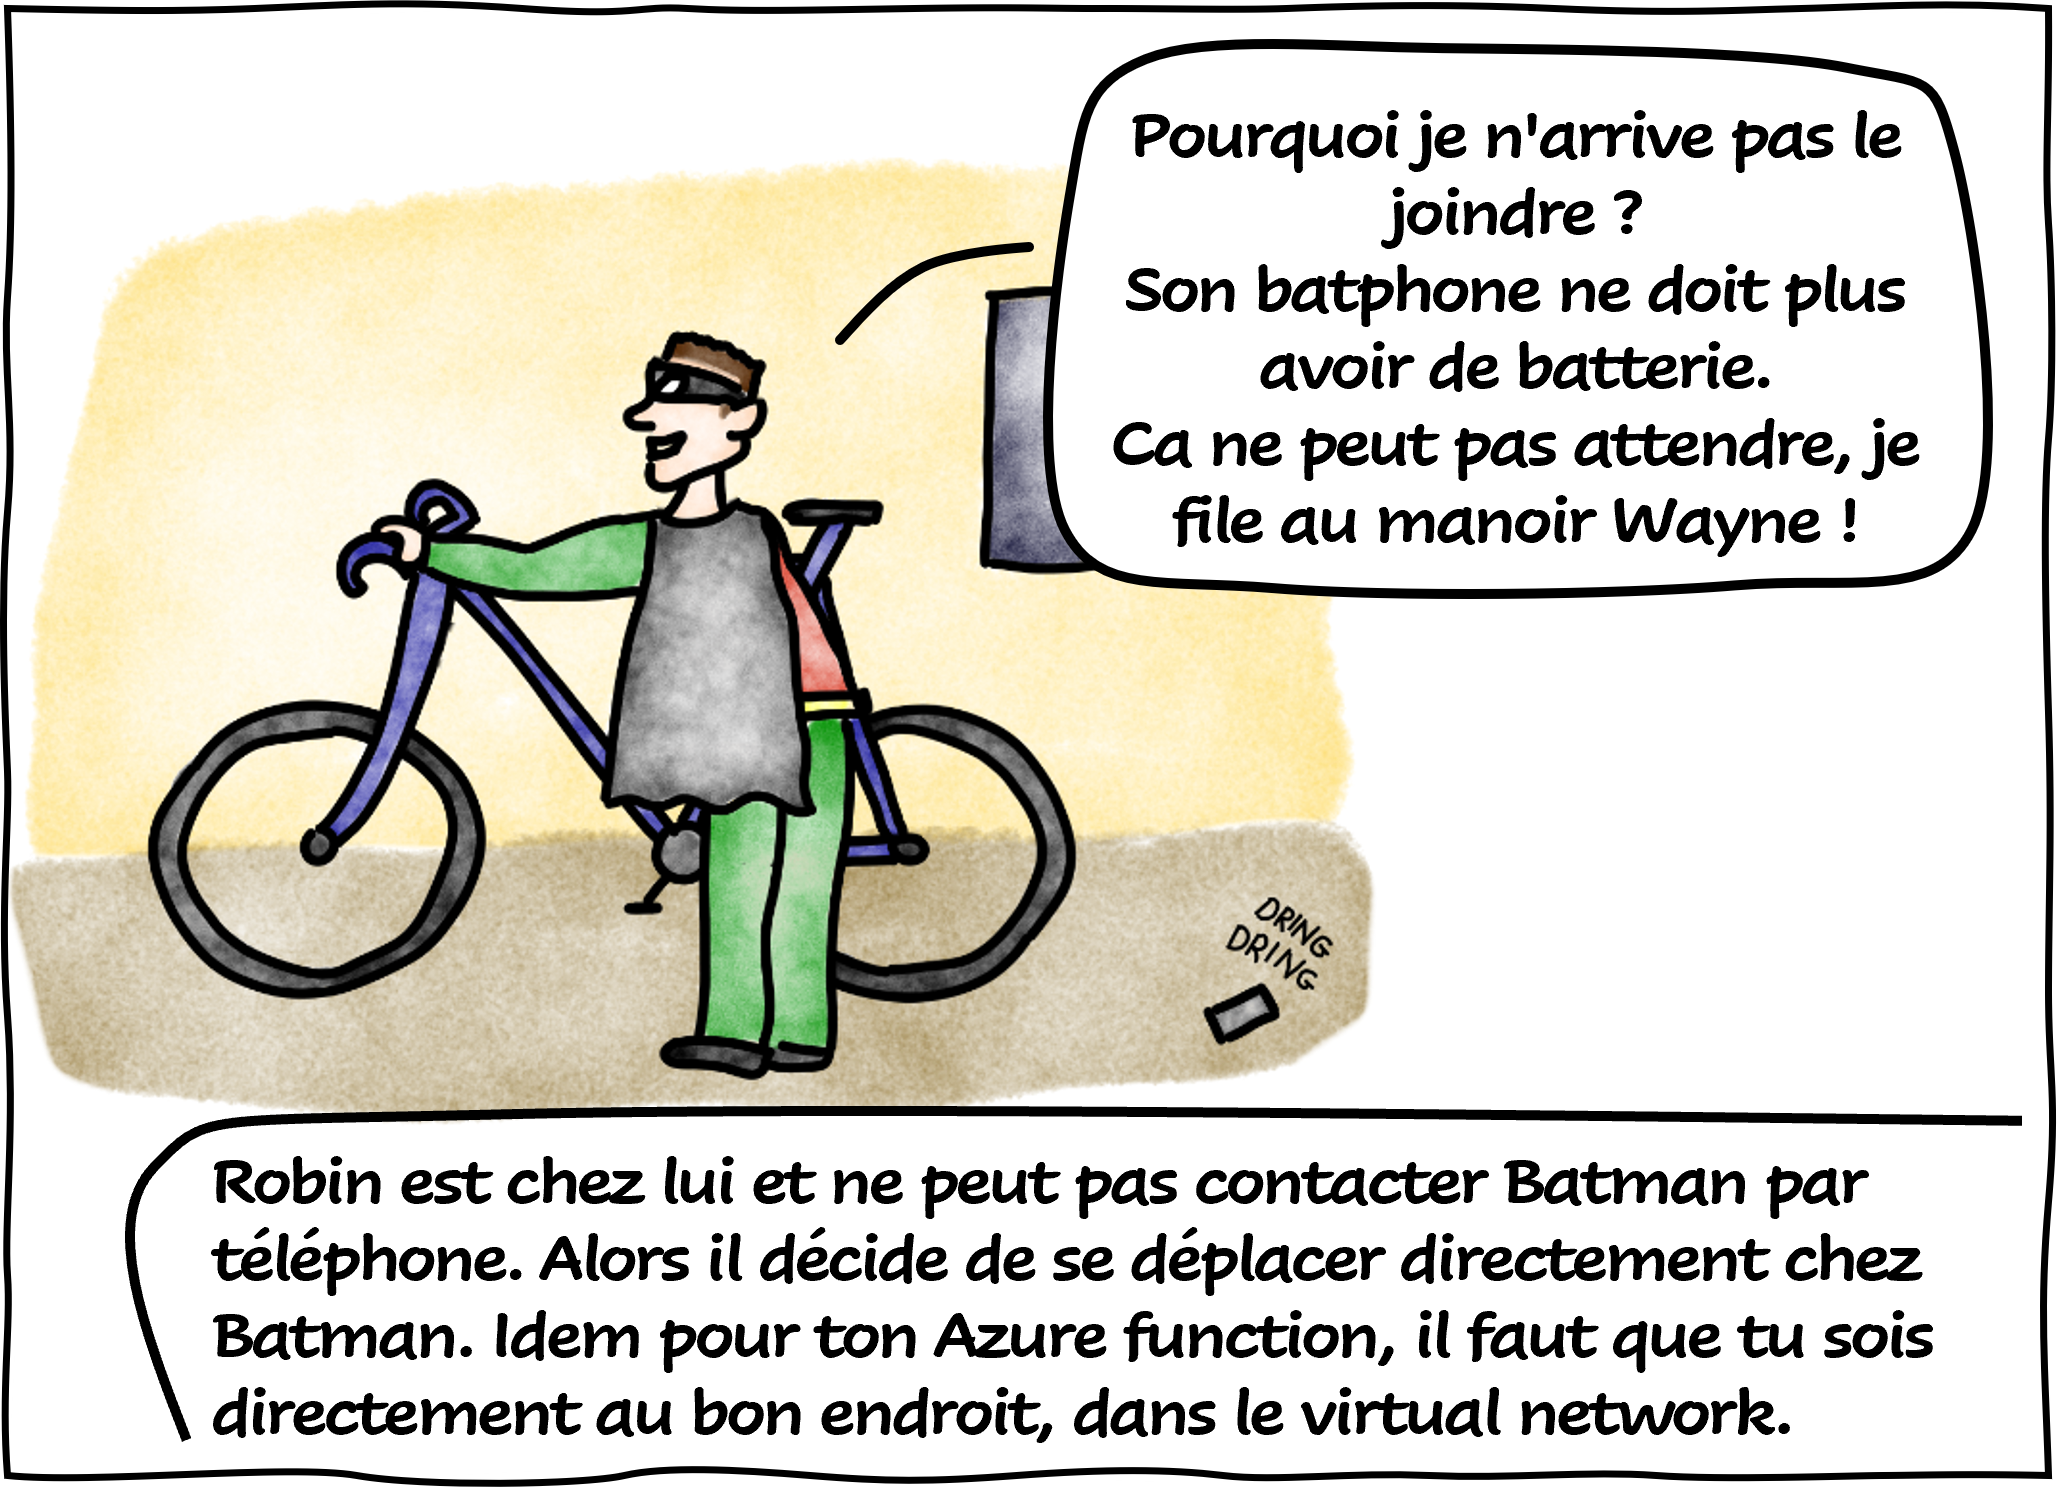 Pourquoi je n'arrive pas le
joindre ?
Son batphone ne doit plus
avoir de batterie.
Ca ne peut pas attendre, je
file au manoir Wayne !
DRING
DRING
Robin est chez lui et ne peut pas contacter Batman par
téléphone. Alors il décide de se déplacer directement chez
Batman. Idem pour ton Azure function, il faut que tu sois
directement au bon endroit, dans le virtual network.